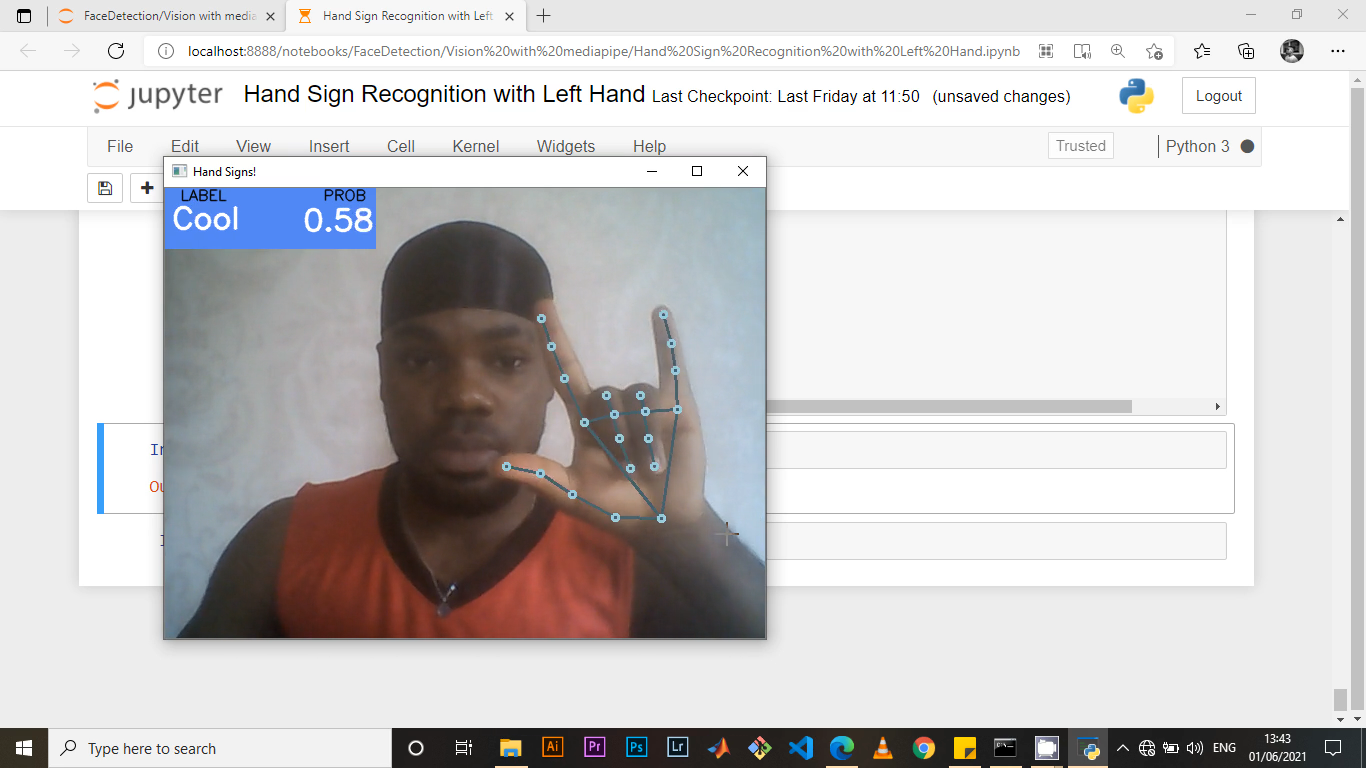 FaceDetection/Vision with media
Hand Sign Recognition with Left
localhost:8888/notebooks/FaceDetection/Vision%20with%20mediapipe/Hand%20Sign%20Recognition%20with%20Left%20Hand.ipynb
jupyter Hand Sign Recognition with Left Hand Last Checkpoint: Last Friday at 11:50 (unsaved changes)
Logout
File Edit View Insert Cell Kernel Widgets Help
Trusted
Python 3
Hand Signs!
LABEL PROB
Cool 0.58
Type here to search
Ai Pr Ps Lr
ENG
13:43
01/06/2021